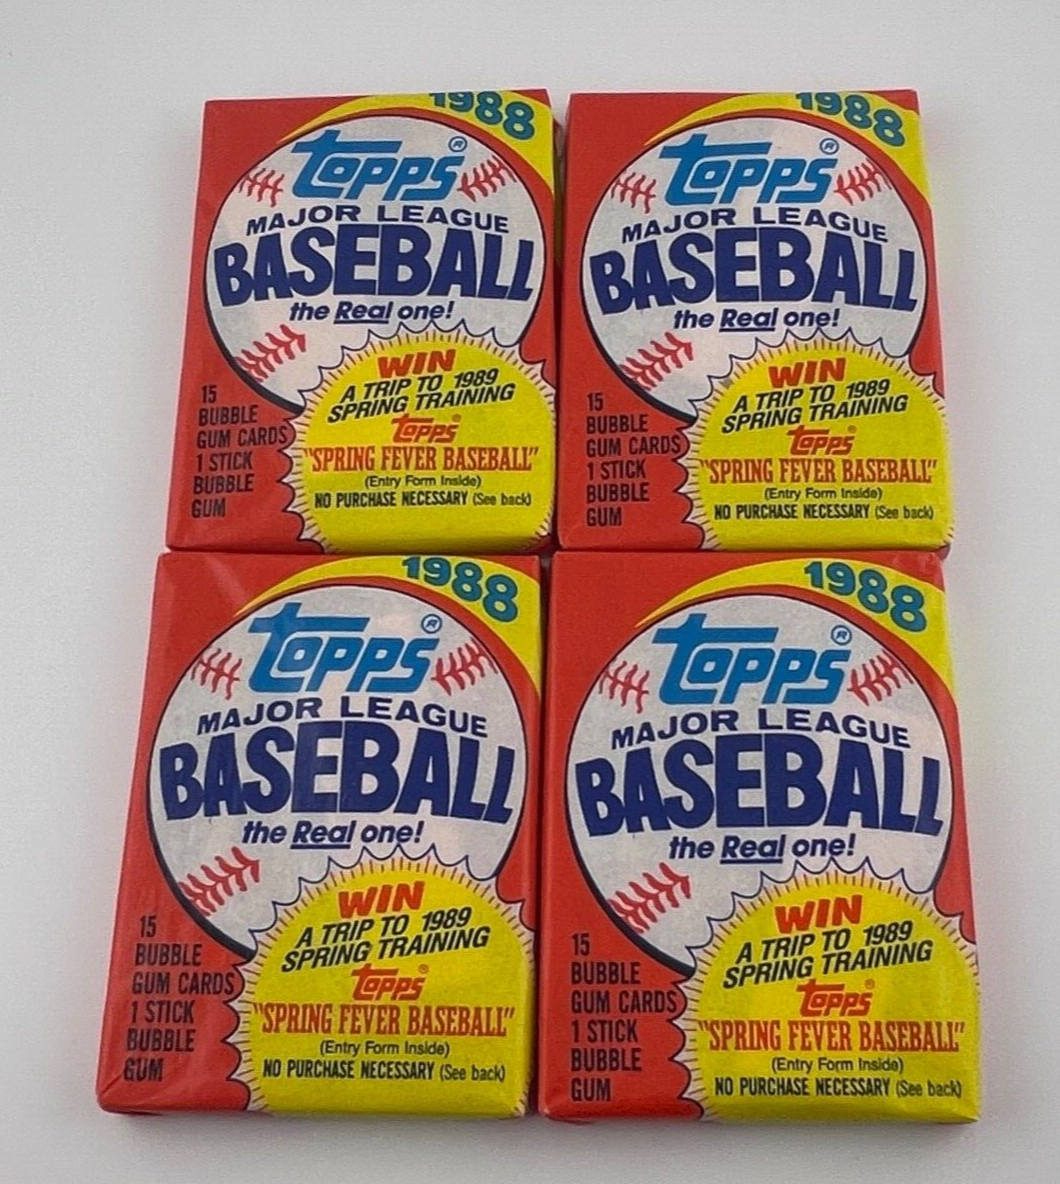 1988
Topps®
MAJOR LEAGUE
BASEBALL
the Real one!
WIN
A TRIP TO 1989
SPRING TRAINING
Topps®
"SPRING FEVER BASEBALL"
(Entry Form Inside)
NO PURCHASE NECESSARY (See back)
15
BUBBLE
GUM CARDS
1 STICK
BUBBLE
GUM
1988
Topps®
MAJOR LEAGUE
BASEBALL
the Real one!
WIN
A TRIP TO 1989
SPRING TRAINING
Topps®
"SPRING FEVER BASEBALL"
(Entry Form Inside)
NO PURCHASE NECESSARY (See back)
15
BUBBLE
GUM CARDS
1 STICK
BUBBLE
GUM
1988
Topps®
MAJOR LEAGUE
BASEBALL
the Real one!
WIN
A TRIP TO 1989
SPRING TRAINING
Topps®
"SPRING FEVER BASEBALL"
(Entry Form Inside)
NO PURCHASE NECESSARY (See back)
15
BUBBLE
GUM CARDS
1 STICK
BUBBLE
GUM
1988
Topps®
MAJOR LEAGUE
BASEBALL
the Real one!
WIN
A TRIP TO 1989
SPRING TRAINING
Topps®
"SPRING FEVER BASEBALL"
(Entry Form Inside)
NO PURCHASE NECESSARY (See back)
15
BUBBLE
GUM CARDS
1 STICK
BUBBLE
GUM